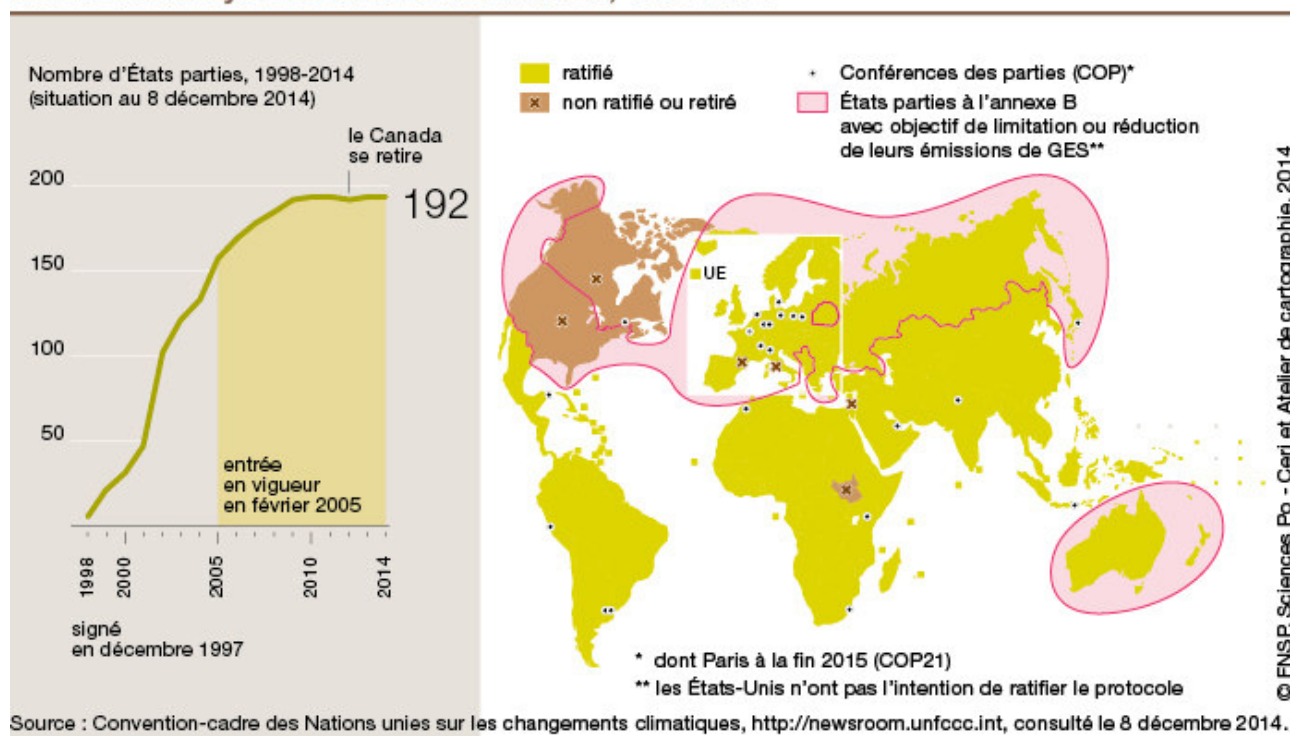 Nombre d'États parties, 1998-2014
(situation au 8 décembre 2014)
le Canada
se retire
200
192
150
100
50
entrée
en vigueur
en février 2005
1998
2000
2005
2010
2014
signé
en décembre 1997
ratifié
non ratifié ou retiré
Conférences des parties (COP)*
États parties à l'annexe B
avec objectif de limitation ou réduction
de leurs émissions de GES**
UE
* dont Paris à la fin 2015 (COP21)
** les États-Unis n'ont pas l'intention de ratifier le protocole
© FNSP. Sciences Po - Ceri et Atelier de cartographie, 2014
Source : Convention-cadre des Nations unies sur les changements climatiques, http://newsroom.unfccc.int, consulté le 8 décembre 2014.